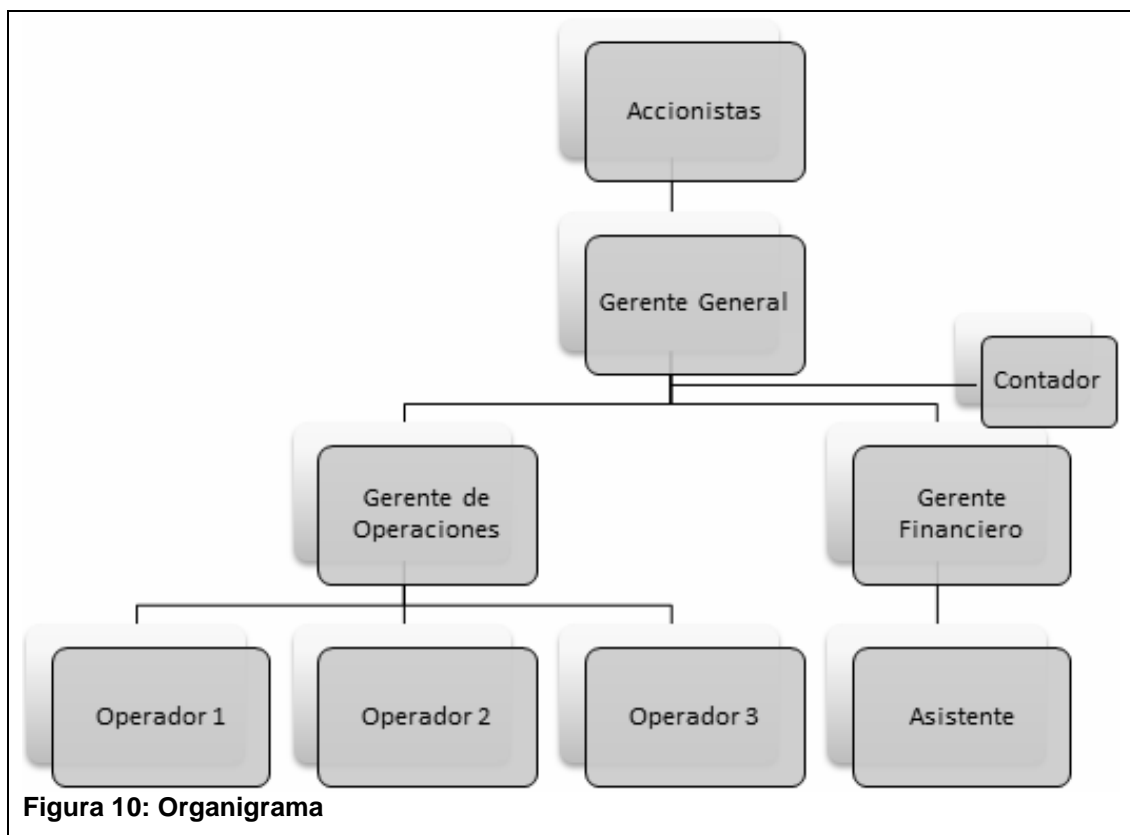 Accionistas
Gerente General
Contador
Gerente de
Operaciones
Gerente
Financiero
Operador 1
Operador 2
Operador 3
Asistente
Figura 10: Organigrama